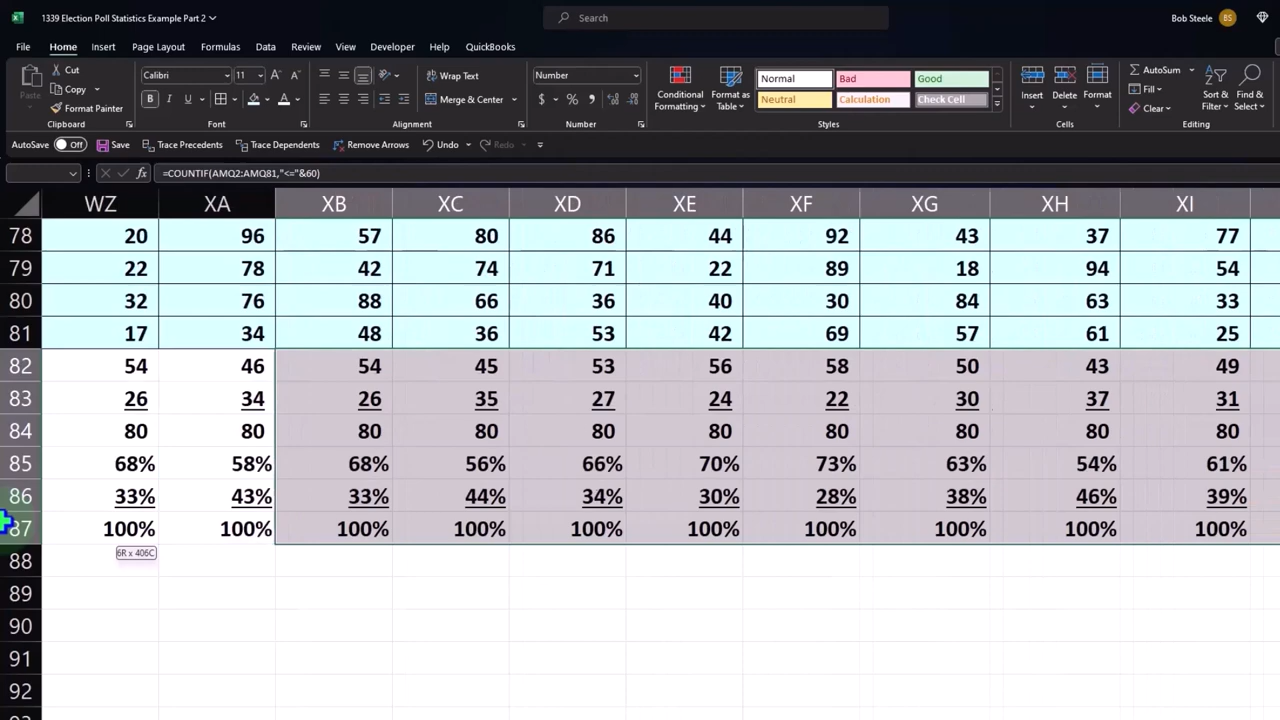 1339 Election Poll Statistics Example Part 2
Search
Bob Steele
BS
File Home Insert Page Layout Formulas Data Review View Developer Help QuickBooks
Paste
Cut
Copy
Format Painter
Clipboard
Calibri 11
Font
Wrap Text
Merge & Center
Alignment
Number
Number
Conditional Formatting
Format as Table
Normal Bad Good
Neutral Calculation Check Cell
Styles
Insert Delete Format
Cells
AutoSum
Fill
Clear
Sort & Filter
Find & Select
Editing
AutoSave Off Save Trace Precedents Trace Dependents Remove Arrows Undo Redo
=COUNTIF(AMQ2:AMQ81,"<="&60)
WZ XA XB XC XD XE XF XG XH XI
78 20 96 57 80 86 44 92 43 37 77
79 22 78 42 74 71 22 89 18 94 54
80 32 76 88 66 36 40 30 84 63 33
81 17 34 48 36 53 42 69 57 61 25
82 54 46 54 45 53 56 58 50 43 49
83 26 34 26 35 27 24 22 30 37 31
84 80 80 80 80 80 80 80 80 80 80
85 68% 58% 68% 56% 66% 70% 73% 63% 54% 61%
86 33% 43% 33% 44% 34% 30% 28% 38% 46% 39%
87 100% 100% 100% 100% 100% 100% 100% 100% 100% 100%
6R x 406C
88
89
90
91
92